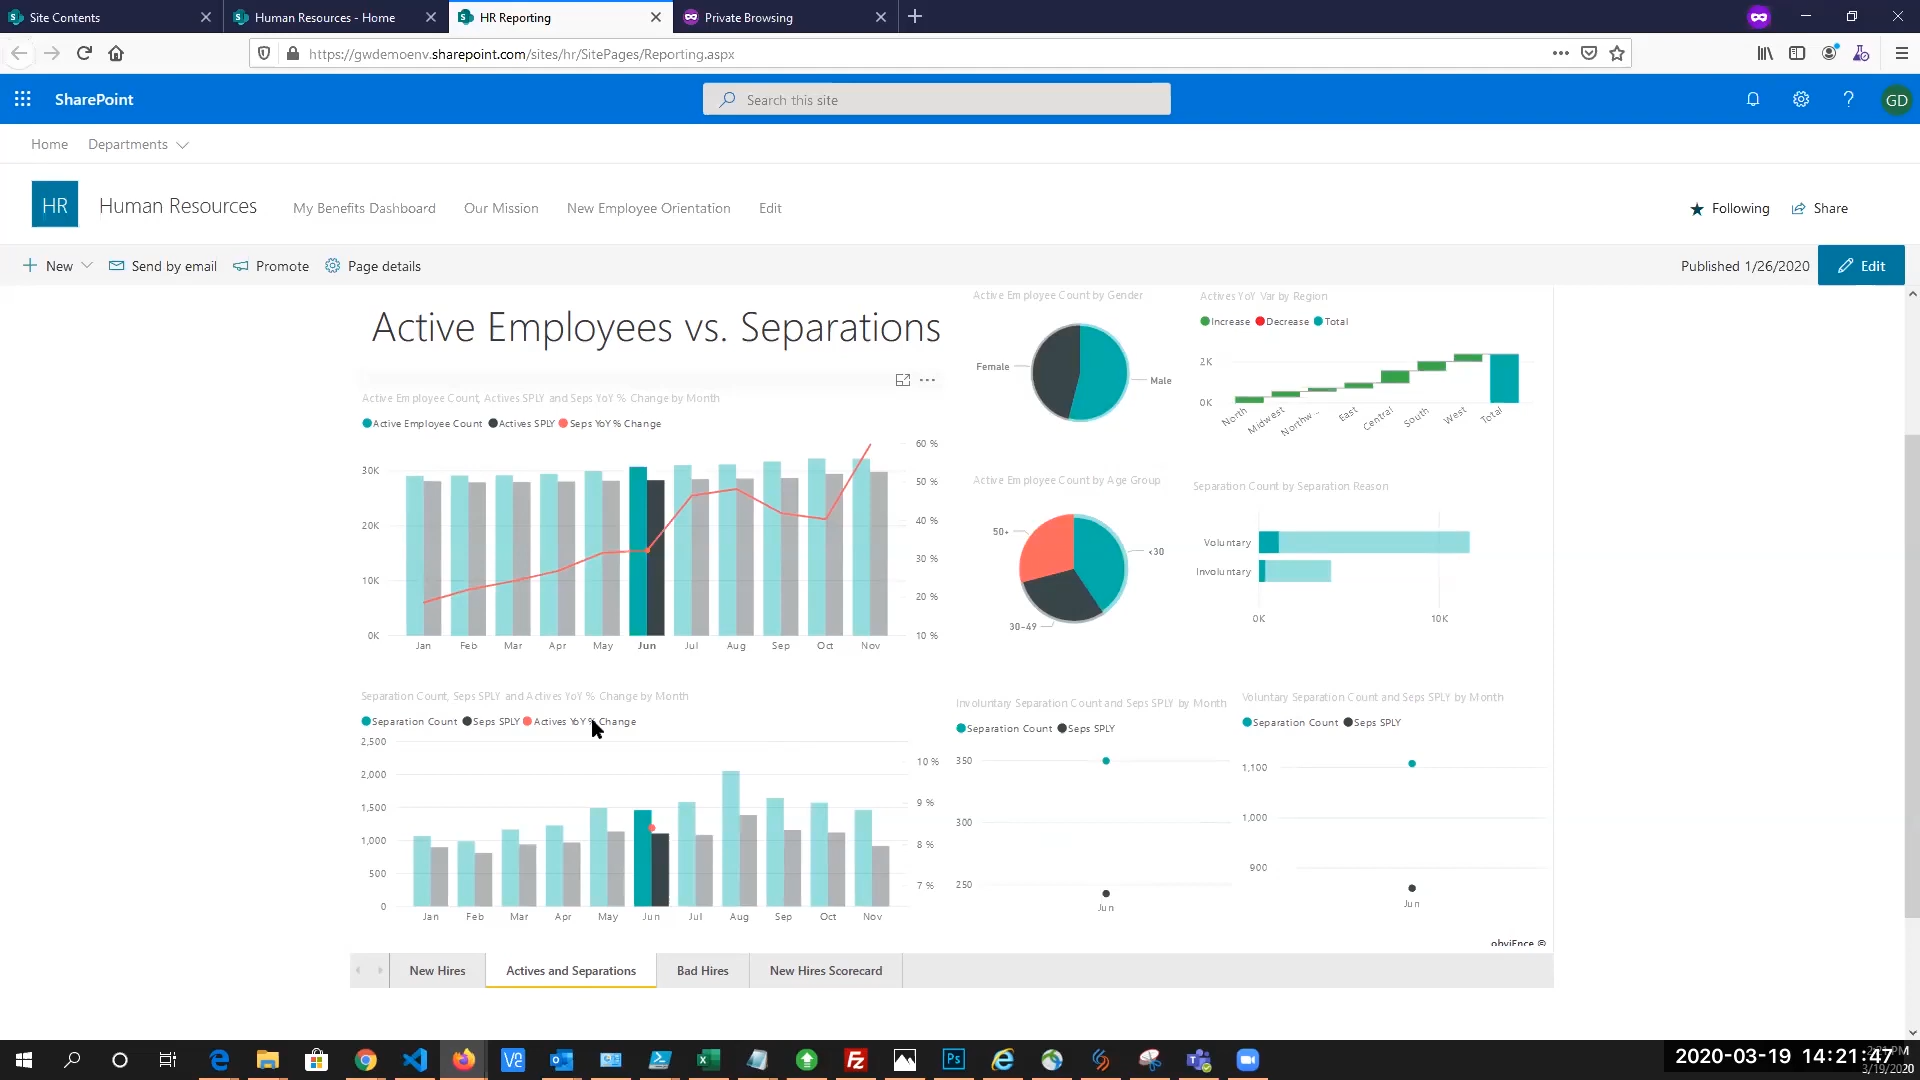 Site Contents
Human Resources - Home
HR Reporting
Private Browsing
https://gwdemoenv.sharepoint.com/sites/hr/SitePages/Reporting.aspx
SharePoint
Search this site
GD
Home
Departments
HR
Human Resources
My Benefits Dashboard
Our Mission
New Employee Orientation
Edit
Following
Share
New
Send by email
Promote
Page details
Published 1/26/2020
Edit
Active Employees vs. Separations
Active Employee Count, Actives SPLY and Seps YoY % Change by Month
Active Employee Count
Actives SPLY
Seps YoY % Change
30K
20K
10K
0K
60 %
50 %
40 %
30 %
20 %
10 %
Jan Feb Mar Apr May Jun Jul Aug Sep Oct Nov
Active Employee Count by Gender
Female
Male
Actives YoY Var by Region
Increase Decrease Total
2K
0K
North Midwest Northw... East Central South West Total
Active Employee Count by Age Group
50+
<30
30-49
Separation Count by Separation Reason
Voluntary
Involuntary
0K 10K
Separation Count, Seps SPLY and Actives YoY % Change by Month
Separation Count
Seps SPLY
Actives YoY % Change
2,500
2,000
1,500
1,000
500
0
10 %
9 %
8 %
7 %
Jan Feb Mar Apr May Jun Jul Aug Sep Oct Nov
Involuntary Separation Count and Seps SPLY by Month
Separation Count Seps SPLY
350
300
250
Jun
Voluntary Separation Count and Seps SPLY by Month
Separation Count Seps SPLY
1,100
1,000
900
Jun
obviEnce ©
New Hires
Actives and Separations
Bad Hires
New Hires Scorecard
2020-03-19 14:21:47
3/19/2020